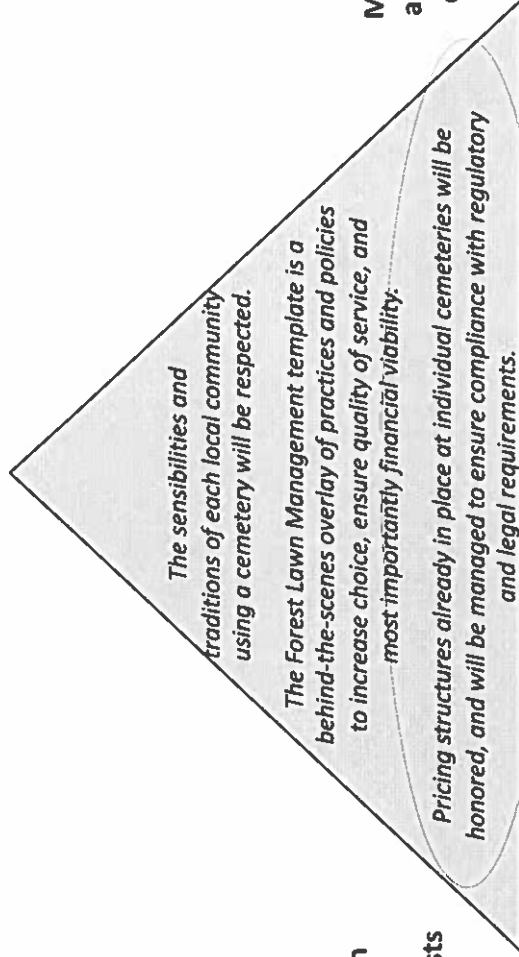 The sensibilities and
traditions of each local community
using a cemetery will be respected.
The Forest Lawn Management template is a
behind-the-scenes overlay of practices and policies
to increase choice, ensure quality of service, and
most importantly financial viability.
Pricing structures already in place at individual cemeteries will be
honored, and will be managed to ensure compliance with regulatory
and legal requirements.